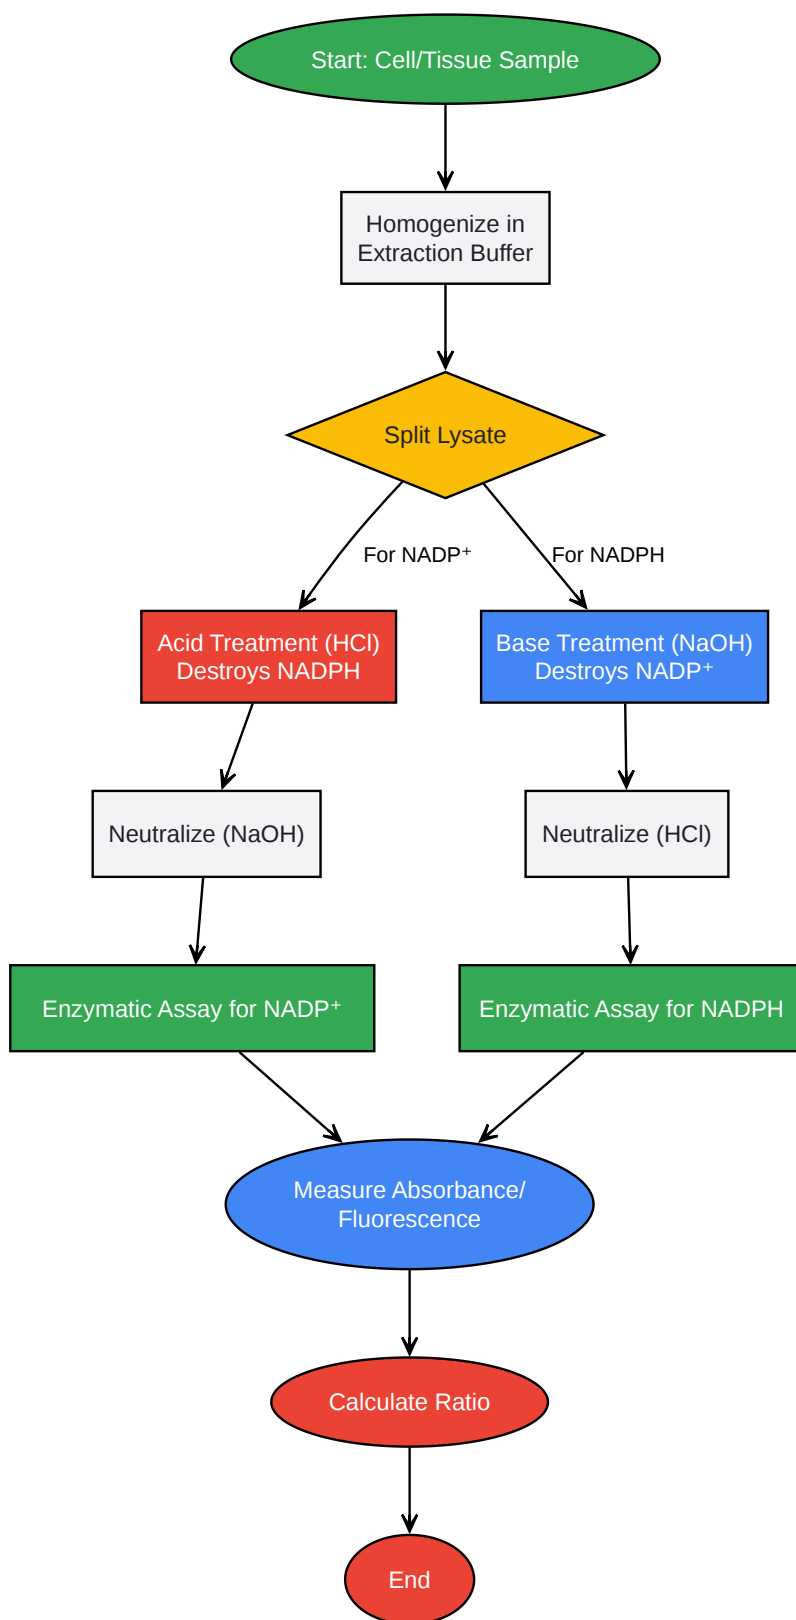 Start: Cell/Tissue Sample
Homogenize in
Extraction Buffer
Split Lysate
For NADP⁺
For NADPH
Acid Treatment (HCl)
Destroys NADPH
Base Treatment (NaOH)
Destroys NADP⁺
Neutralize (NaOH)
Neutralize (HCl)
Enzymatic Assay for NADP⁺
Enzymatic Assay for NADPH
Measure Absorbance/
Fluorescence
Calculate Ratio
End